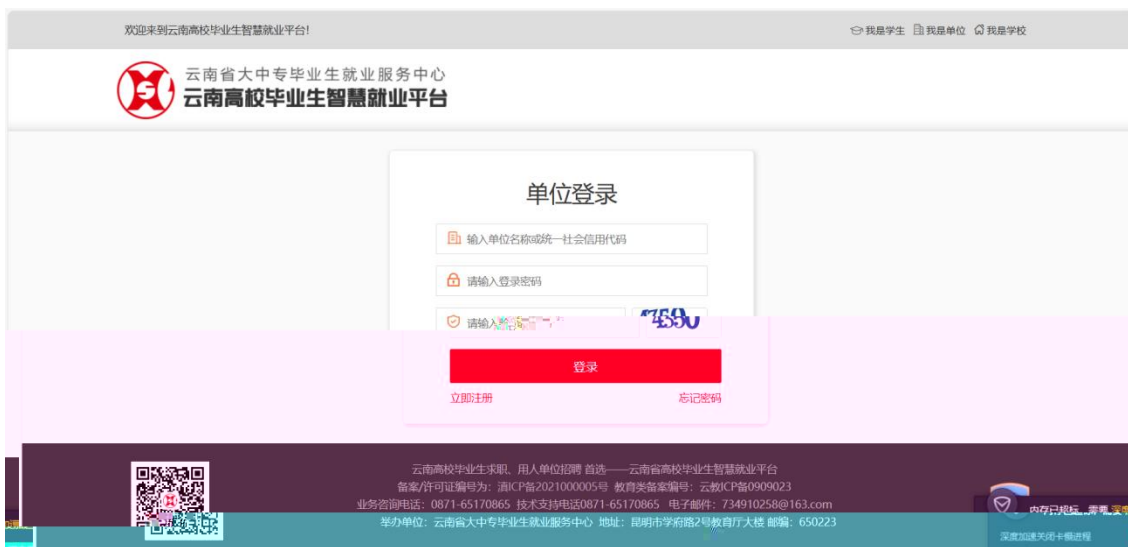 欢迎来到云南高校毕业生智慧就业平台!
我是学生 我是单位 我是学校
云南省大中专毕业生就业服务中心
云南高校毕业生智慧就业平台
单位登录
输入单位名称或统一社会信用代码
请输入登录密码
请输入
登录
立即注册 忘记密码
云南高校毕业生求职、用人单位招聘 首选——云南省高校毕业生智慧就业平台
备案/许可证编号为：滇ICP备2021000005号 教育类备案编号：云教ICP备0909023
业务咨询电话：0871-65170865 技术支持电话0871-65170865 电子邮件：734910258@163.com
举办单位：云南省大中专毕业生就业服务中心 地址：昆明市学府路2号教育厅大楼 邮编：650223
内存已超标，需要
深度加速关闭卡慢进程